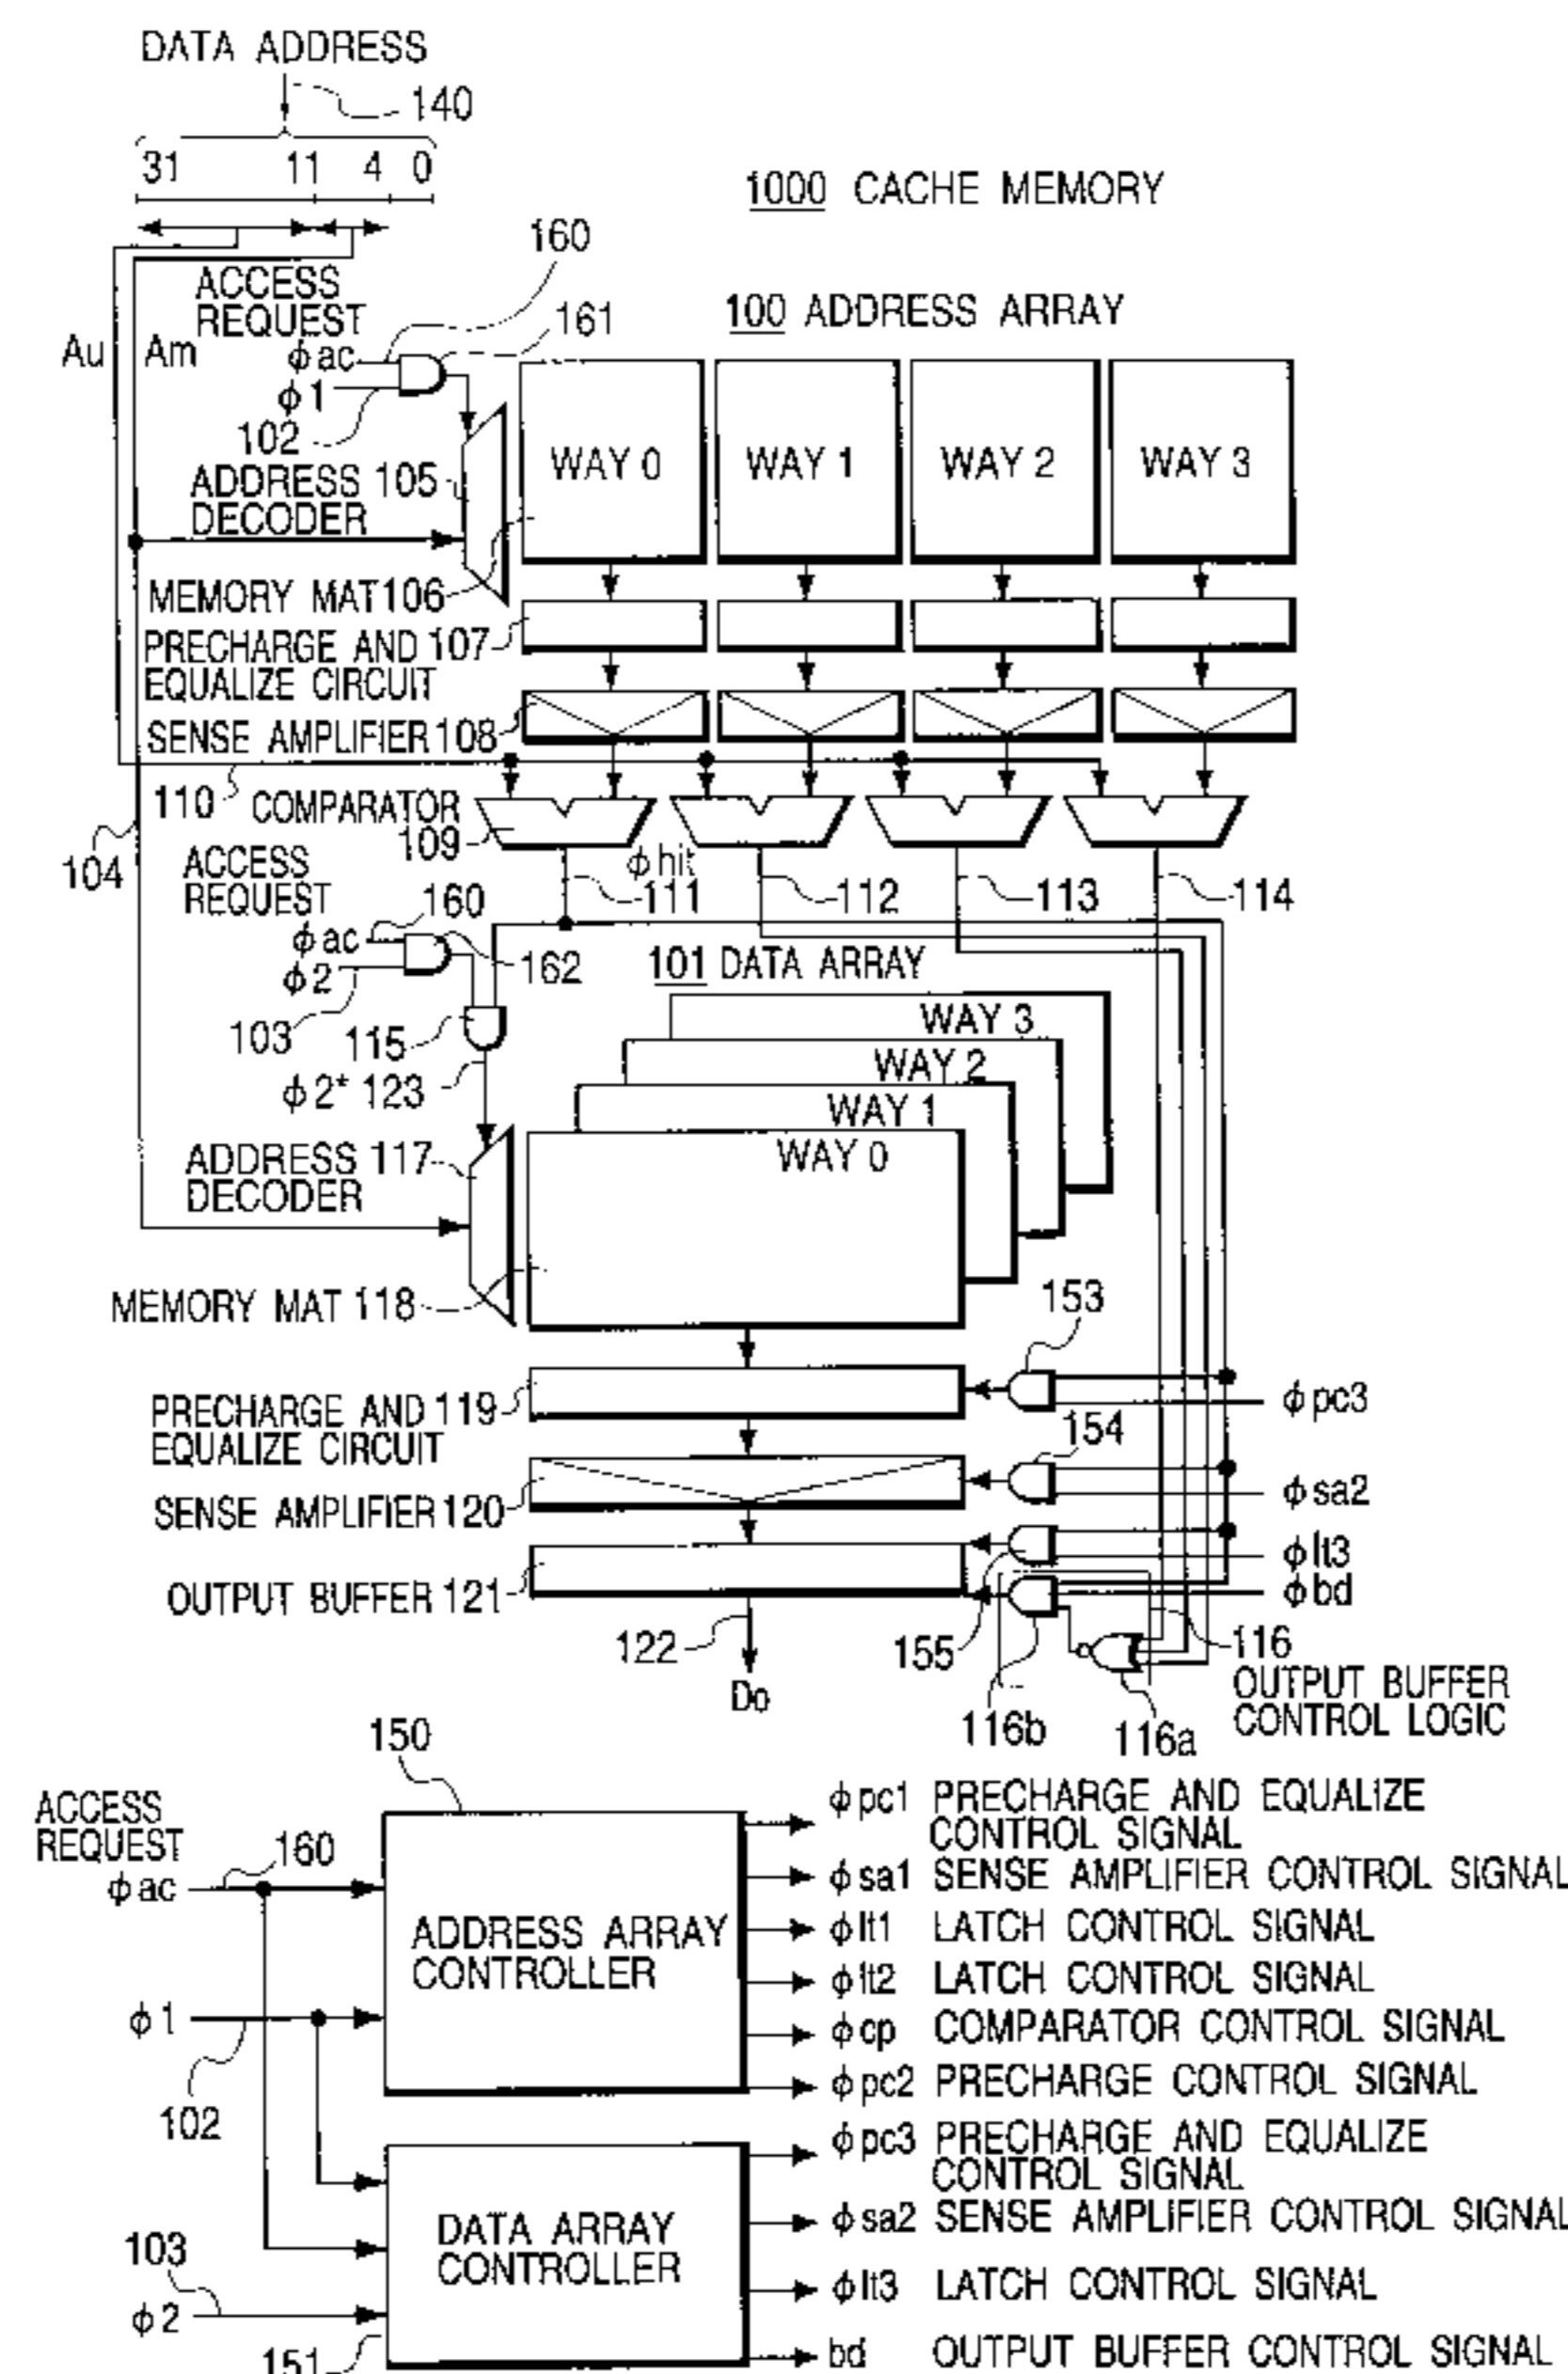 DATA ADDRESS
140
31 11 4 0
1000 CACHE MEMORY
160
ACCESS
REQUEST
100 ADDRESS ARRAY
161
Au
Am
ϕac
ϕ1
102
WAY 0
WAY 1
WAY 2
WAY 3
ADDRESS 105
DECODER
MEMORY MAT 106
PRECHARGE AND 107
EQUALIZE CIRCUIT
SENSE AMPLIFIER 108
110
COMPARATOR
109
104
ϕhit
111
112
113
114
ACCESS
REQUEST
160
ϕac
ϕ2
162
101 DATA ARRAY
103
115
ϕ2* 123
WAY 3
WAY 2
WAY 1
WAY 0
ADDRESS 117
DECODER
MEMORY MAT 118
153
PRECHARGE AND 119
EQUALIZE CIRCUIT
ϕpc3
154
SENSE AMPLIFIER 120
ϕsa2
ϕlt3
OUTPUT BUFFER 121
ϕbd
122
155
116
OUTPUT BUFFER
CONTROL LOGIC
Do
116b
116a
150
ACCESS
REQUEST
160
ϕac
ADDRESS ARRAY
CONTROLLER
ϕ1
102
ϕpc1 PRECHARGE AND EQUALIZE
CONTROL SIGNAL
ϕsa1 SENSE AMPLIFIER CONTROL SIGNAL
ϕlt1 LATCH CONTROL SIGNAL
ϕlt2 LATCH CONTROL SIGNAL
ϕcp COMPARATOR CONTROL SIGNAL
ϕpc2 PRECHARGE CONTROL SIGNAL
ϕpc3 PRECHARGE AND EQUALIZE
CONTROL SIGNAL
DATA ARRAY
CONTROLLER
103
ϕ2
151
ϕsa2 SENSE AMPLIFIER CONTROL SIGNAL
ϕlt3 LATCH CONTROL SIGNAL
bd OUTPUT BUFFER CONTROL SIGNAL